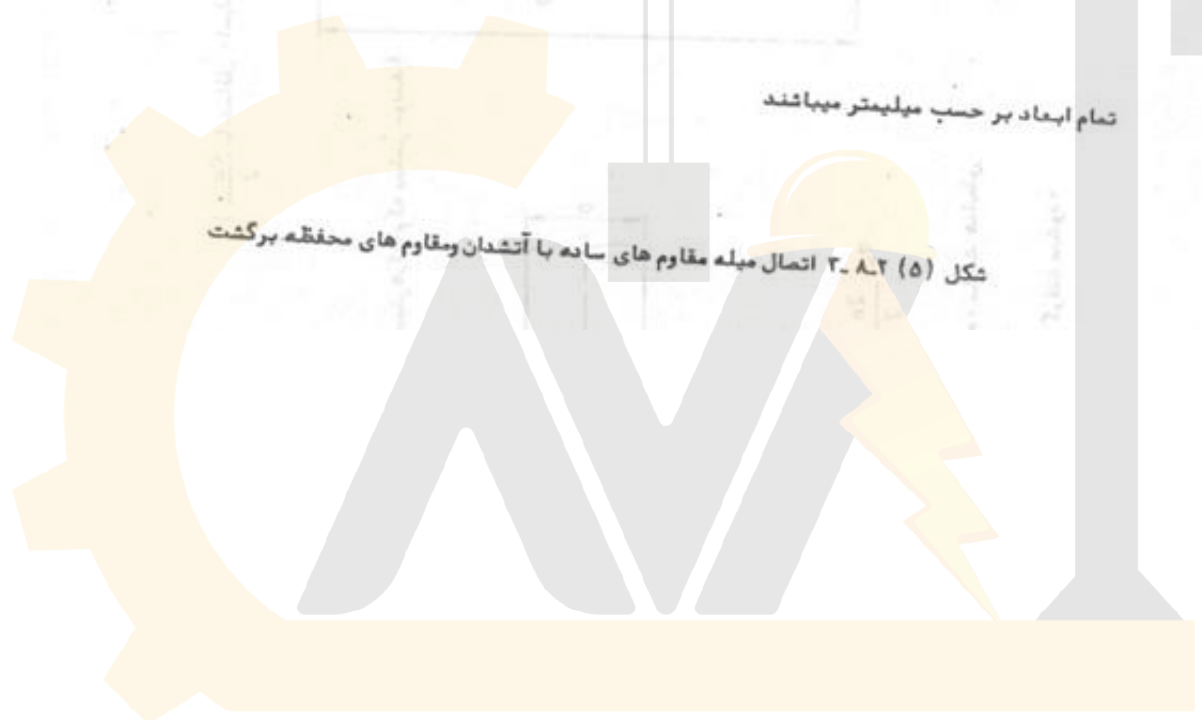 تمام ابعاد بر حسب میلیمتر میباشند
شکل (۵) ۲ـ۸ـ۳ اتصال میله مقاوم های ساده با آتشدان ومقاوم های محفظه برگشت